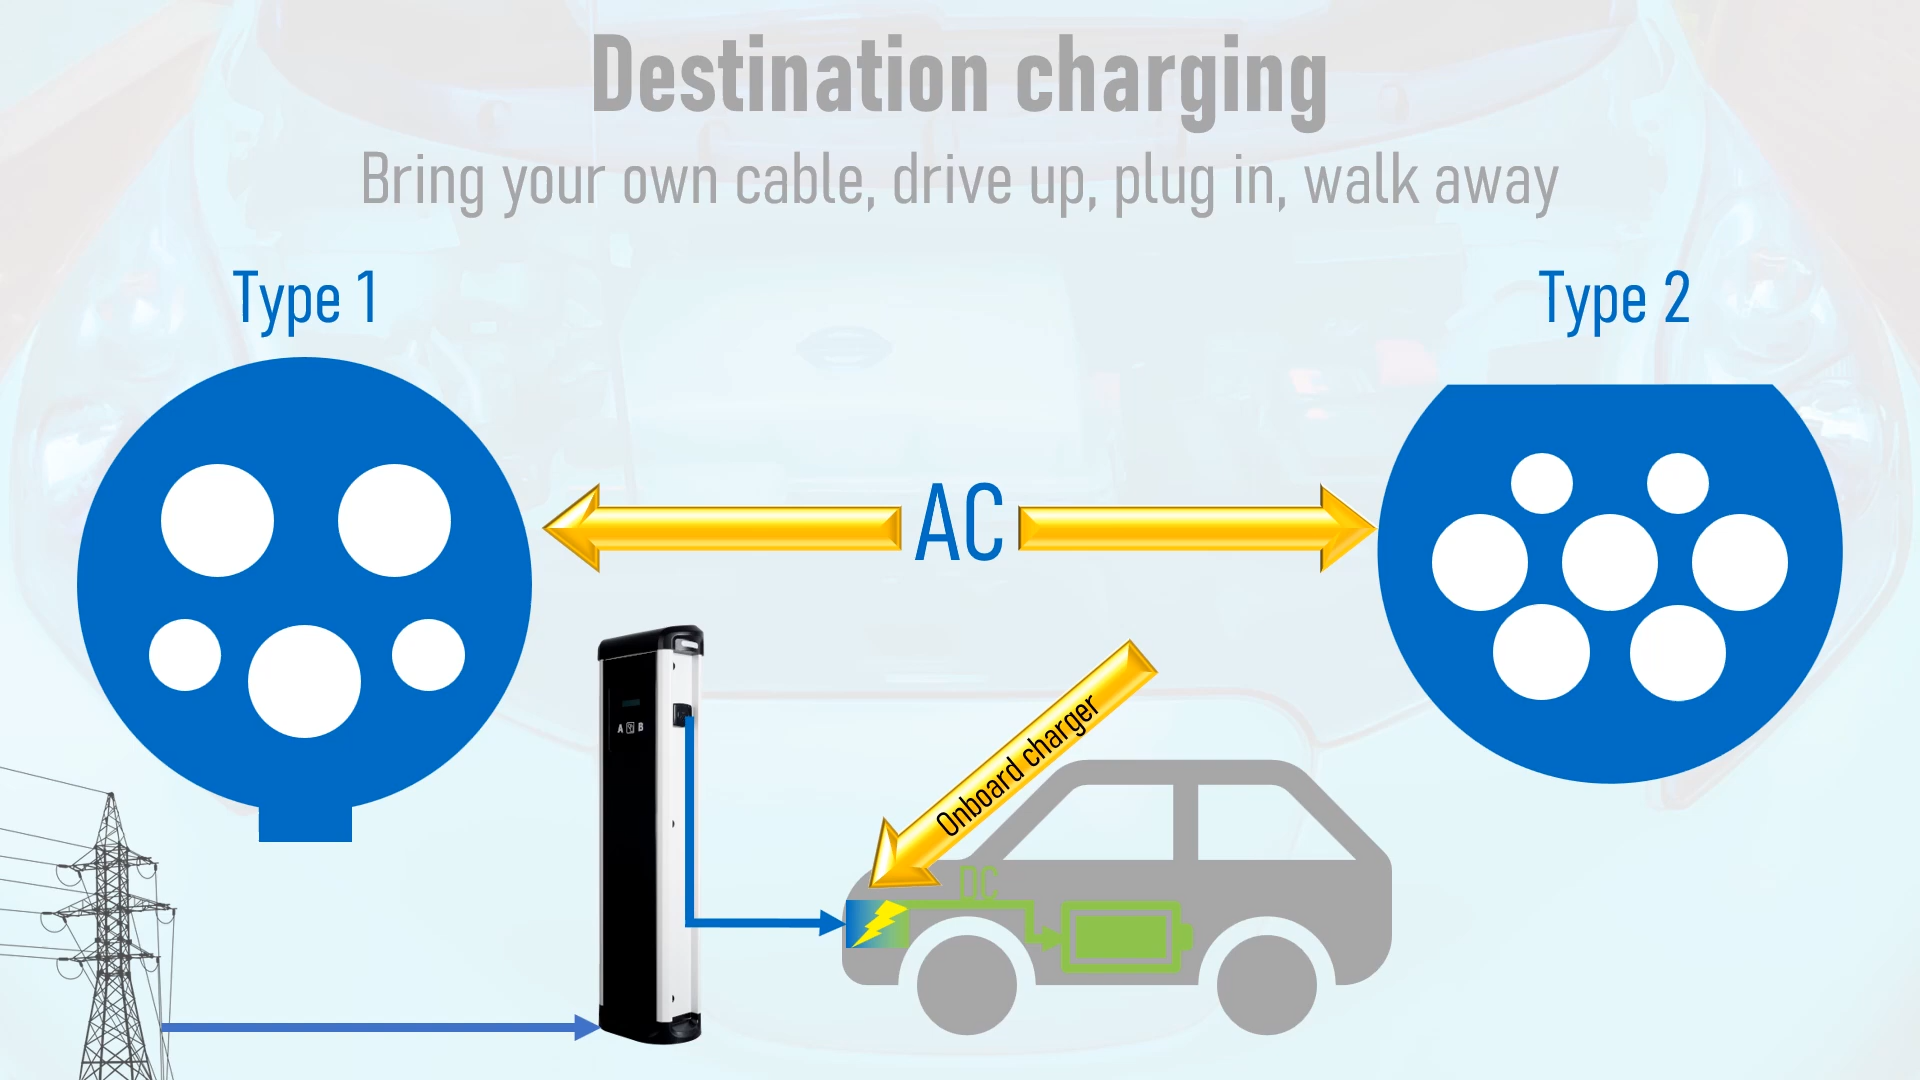 Destination charging
Bring your own cable, drive up, plug in, walk away
Type 1
Type 2
AC
A B
Onboard charger
DC